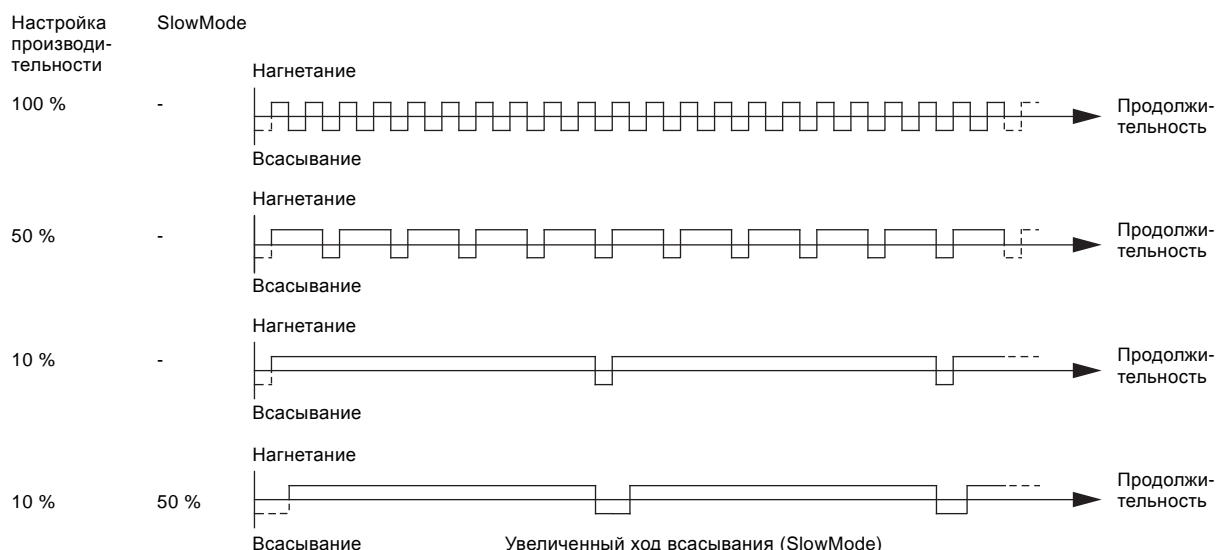 Настройка
производи-
тельности
SlowMode
Нагнетание
100 %
-
Продолжи-
тельность
Всасывание
Нагнетание
50 %
-
Продолжи-
тельность
Всасывание
Нагнетание
10 %
-
Продолжи-
тельность
Всасывание
Нагнетание
10 %
50 %
Продолжи-
тельность
Всасывание
Увеличенный ход всасывания (SlowMode)